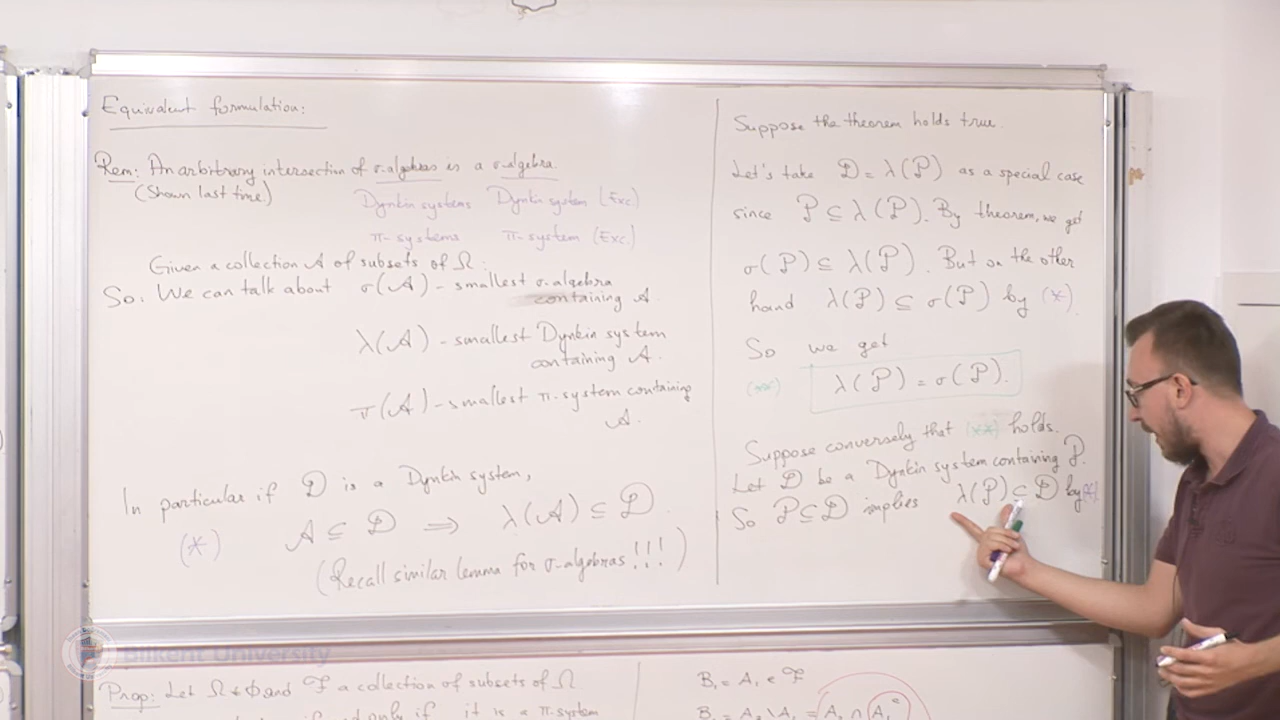 Equivalent formulation:
Rem: An arbitrary intersection of σ-algebras is a σ-algebra.
(Shown last time) Dynkin systems Dynkin system (Exc)
π-systems π-system (Exc.)
Given a collection 𝒜 of subsets of Ω:
So: We can talk about σ(𝒜) - smallest σ-algebra
containing 𝒜.
λ(𝒜) - smallest Dynkin system
containing 𝒜.
π(𝒜) - smallest π-system containing
𝒜.
In particular if 𝒟 is a Dynkin system,
(*) 𝒜 ⊆ 𝒟 ⟹ λ(𝒜) ⊆ 𝒟
(Recall similar lemma for σ-algebras!!!)
Suppose the theorem holds true.
Let's take 𝒟 = λ(𝒫) as a special case
since 𝒫 ⊆ λ(𝒫). By theorem, we get
σ(𝒫) ⊆ λ(𝒫). But on the other
hand λ(𝒫) ⊆ σ(𝒫) by (*).
So we get
(**) λ(𝒫) = σ(𝒫).
Suppose conversely that (**) holds.
Let 𝒟 be a Dynkin system containing 𝒫.
So 𝒫 ⊆ 𝒟 implies λ(𝒫) ⊆ 𝒟 by (*)
Bilkent University
Prop: Let Ω ≠ ∅ and ℱ a collection of subsets of Ω
if and only if it is a π-system
B₁ = A₁ ∈ ℱ
B₂ = A₂ \ A₁ = A₂ ∩ A₁ᶜ